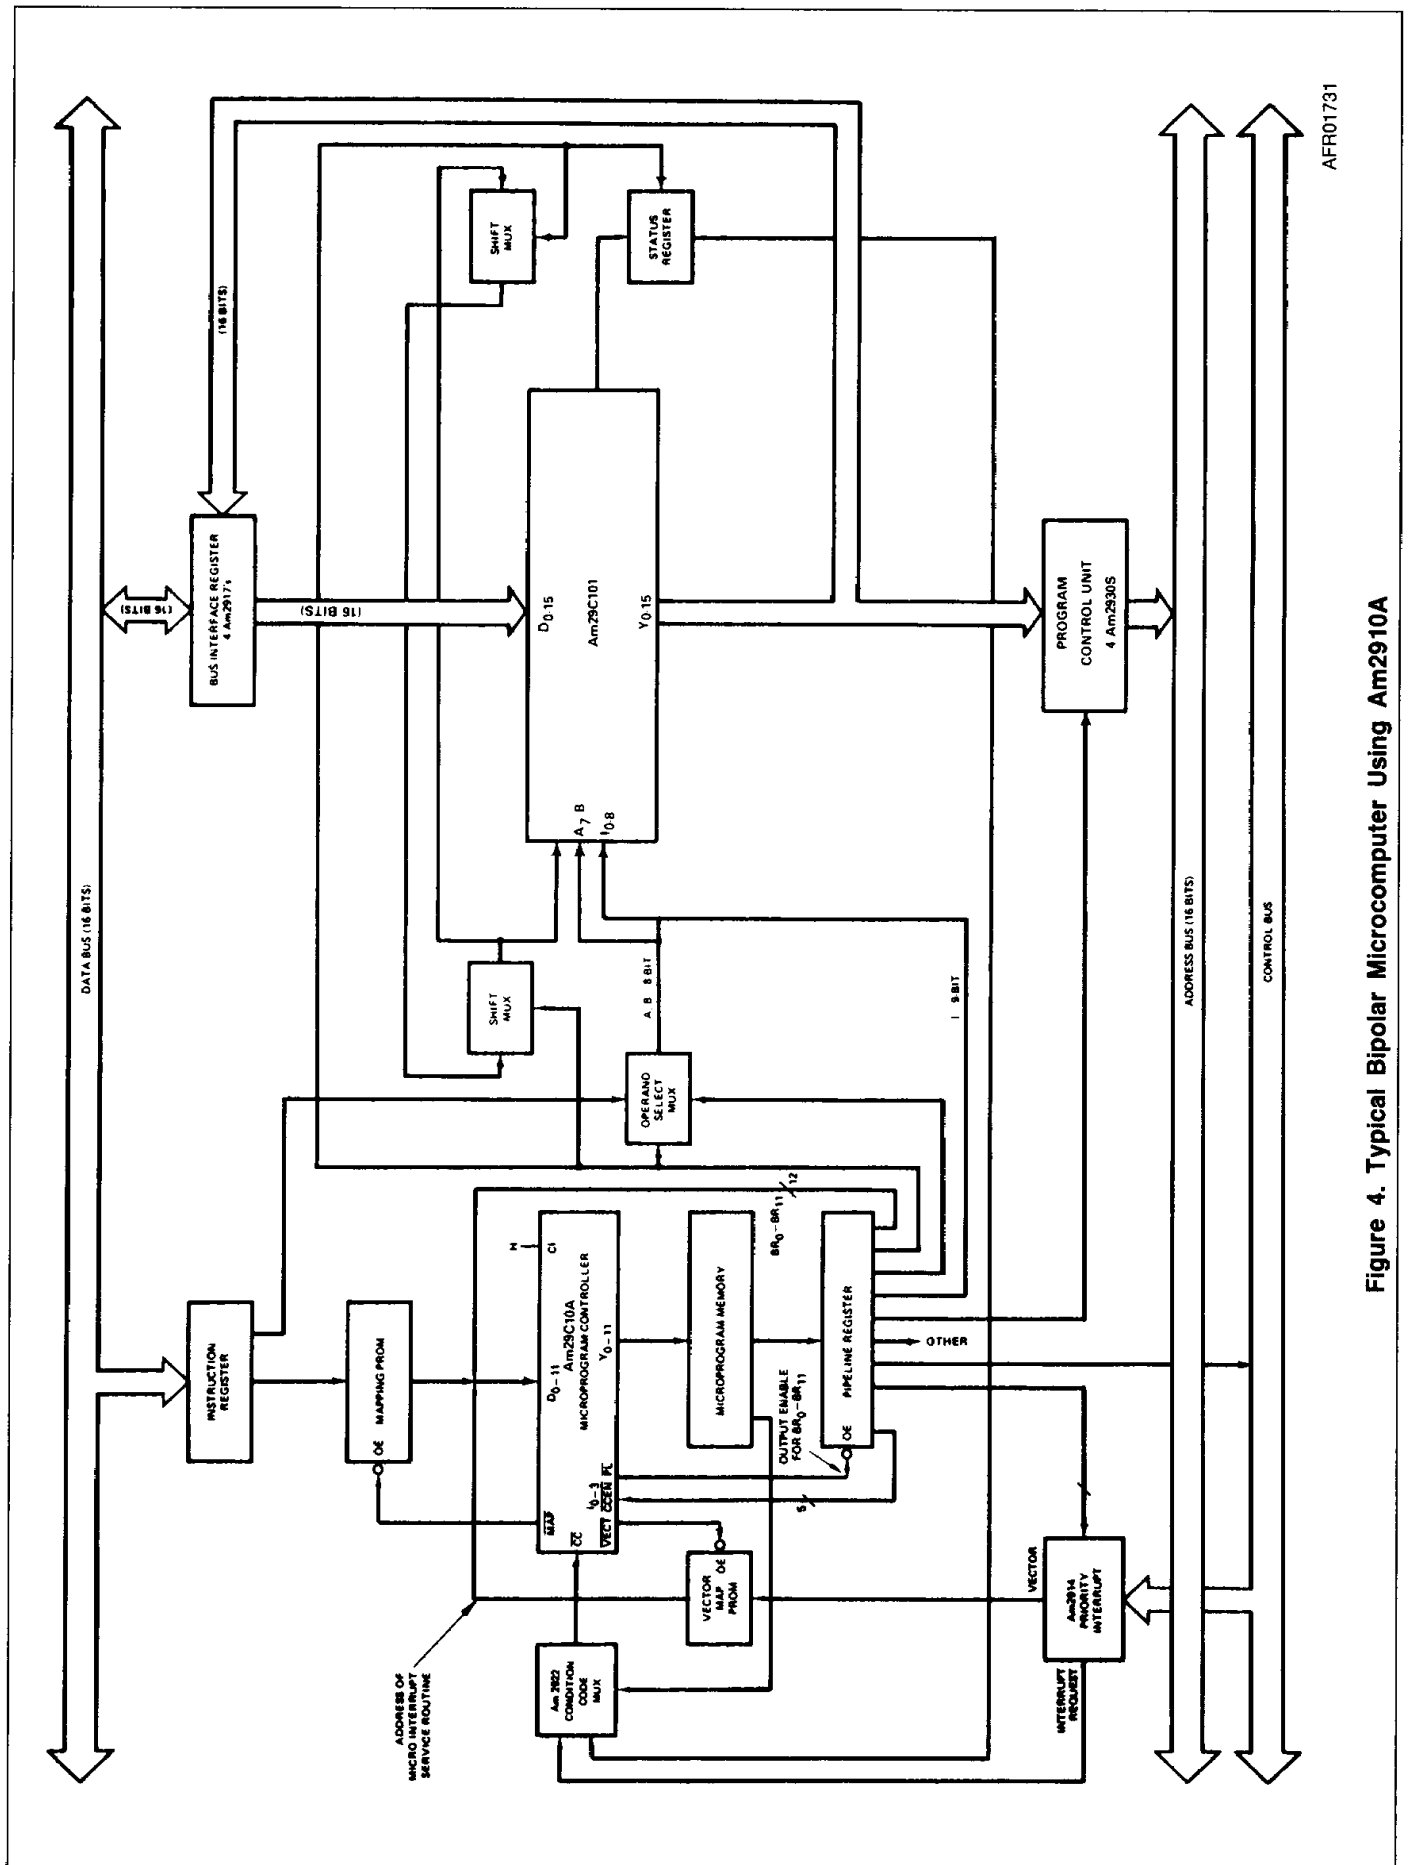 DATA BUS (16 BITS)
INSTRUCTION
REGISTER
BUS INTERFACE REGISTER
4 Am2917's
(16 BITS)
(16 BITS)
(16 BITS)
OE MAPPING PROM
ADDRESS OF
MICRO INTERRUPT
SERVICE ROUTINE
SHIFT
MUX
SHIFT
MUX
H
CI
MAP
D0-11
Am29C10A
MICROPROGRAM CONTROLLER
Y0-11
CC
VECT
I0-3
CCEN
PL
Am 2922
CONDITION
CODE
MUX
VECTOR
MAP OE
PROM
MICROPROGRAM MEMORY
OPERAND
SELECT
MUX
A B 8 BIT
D0-15
Am29C101
Y0-15
A, B
I0-8
STATUS
REGISTER
BR0-BR11
12
OUTPUT ENABLE
FOR BR0-BR11
OE PIPELINE REGISTER
5
OTHER
I 9-BIT
VECTOR
INTERRUPT
REQUEST
Am2914
PRIORITY
INTERRUPT
PROGRAM
CONTROL UNIT
4 Am2930S
ADDRESS BUS (16 BITS)
CONTROL BUS
AFR01731
Figure 4. Typical Bipolar Microcomputer Using Am2910A